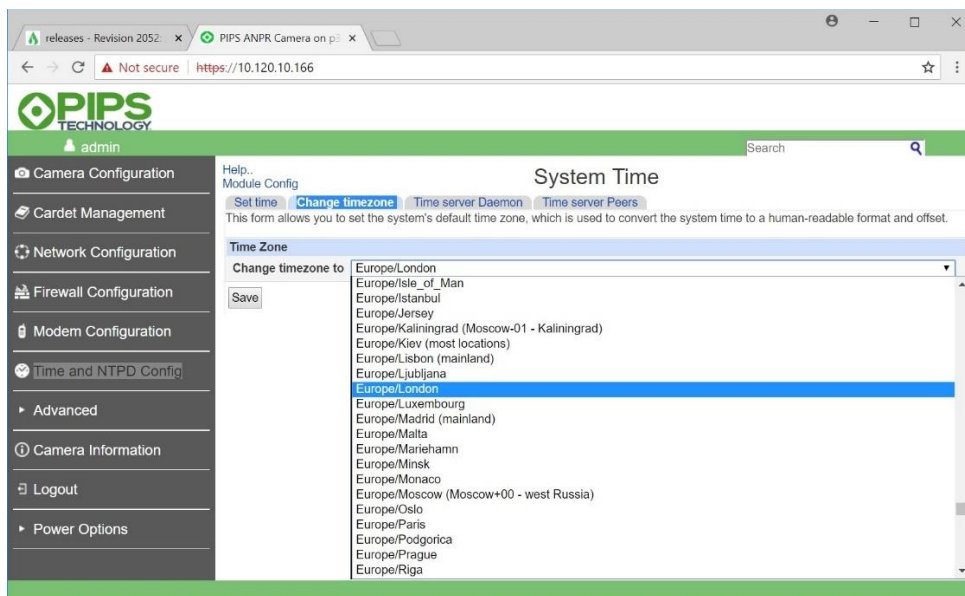 releases - Revision 2052:
PIPS ANPR Camera on p3
Not secure
https://10.120.10.166
PIPS
TECHNOLOGY
admin
Search
Camera Configuration
Cardet Management
Network Configuration
Firewall Configuration
Modem Configuration
Time and NTPD Config
Advanced
Camera Information
Logout
Power Options
Help..
Module Config
System Time
Set time
Change timezone
Time server Daemon
Time server Peers
This form allows you to set the system's default time zone, which is used to convert the system time to a human-readable format and offset.
Time Zone
Change timezone to
Europe/London
Save
Europe/Isle_of_Man
Europe/Istanbul
Europe/Jersey
Europe/Kaliningrad (Moscow-01 - Kaliningrad)
Europe/Kiev (most locations)
Europe/Lisbon (mainland)
Europe/Ljubljana
Europe/London
Europe/Luxembourg
Europe/Madrid (mainland)
Europe/Malta
Europe/Mariehamn
Europe/Minsk
Europe/Monaco
Europe/Moscow (Moscow+00 - west Russia)
Europe/Oslo
Europe/Paris
Europe/Podgorica
Europe/Prague
Europe/Riga